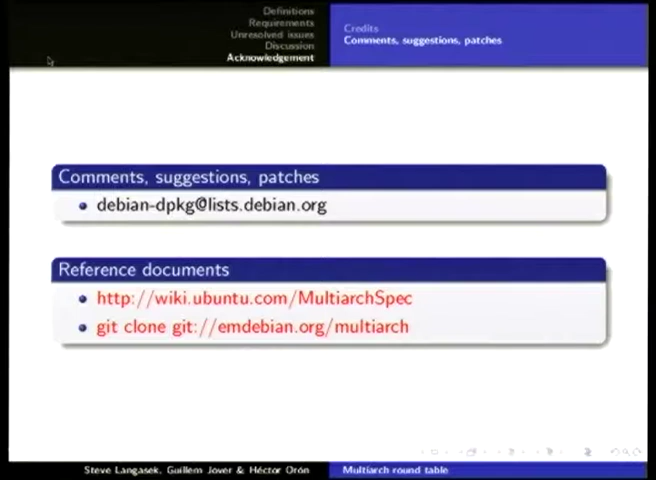 Definitions
Requirements
Unresolved issues
Discussion
Acknowledgement
Credits
Comments, suggestions, patches
Comments, suggestions, patches
debian-dpkg@lists.debian.org
Reference documents
http://wiki.ubuntu.com/MultiarchSpec
git clone git://emdebian.org/multiarch
Steve Langasek, Guillem Jover & Héctor Orón
Multiarch round table